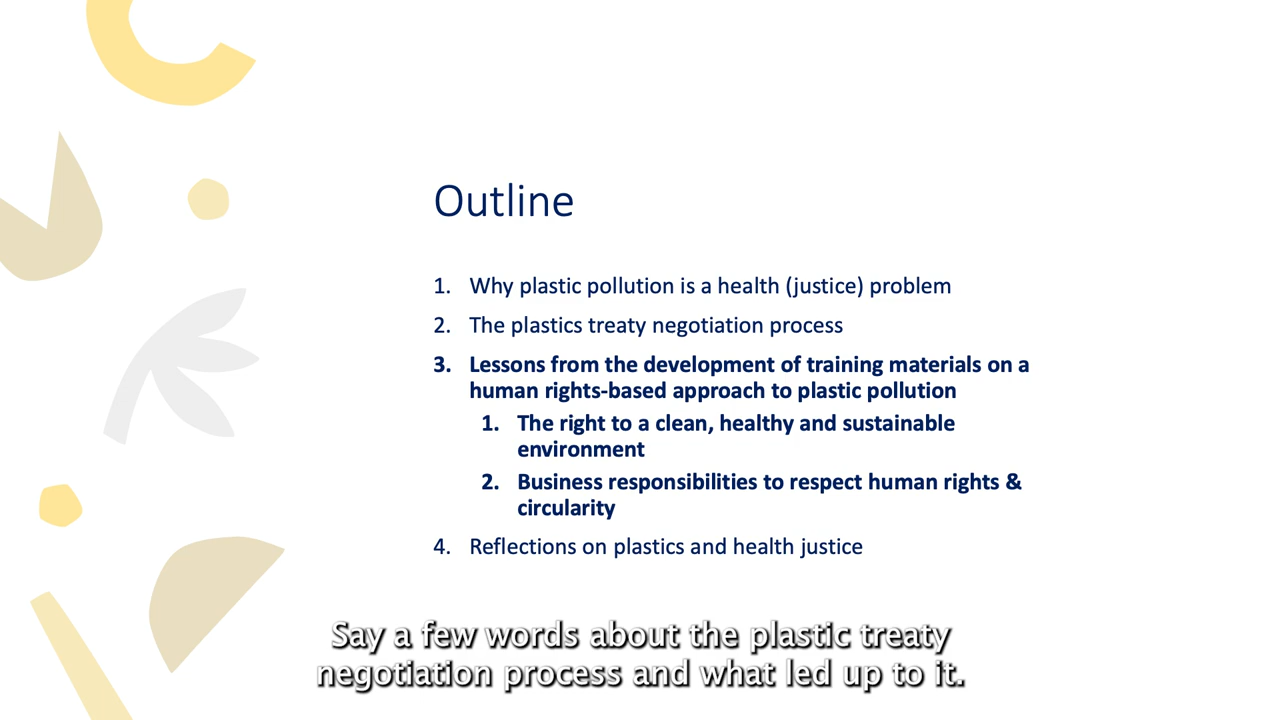 Outline
1. Why plastic pollution is a health (justice) problem
2. The plastics treaty negotiation process
3. Lessons from the development of training materials on a
human rights-based approach to plastic pollution
1. The right to a clean, healthy and sustainable
environment
2. Business responsibilities to respect human rights &
circularity
4. Reflections on plastics and health justice
Say a few words about the plastic treaty
negotiation process and what led up to it.